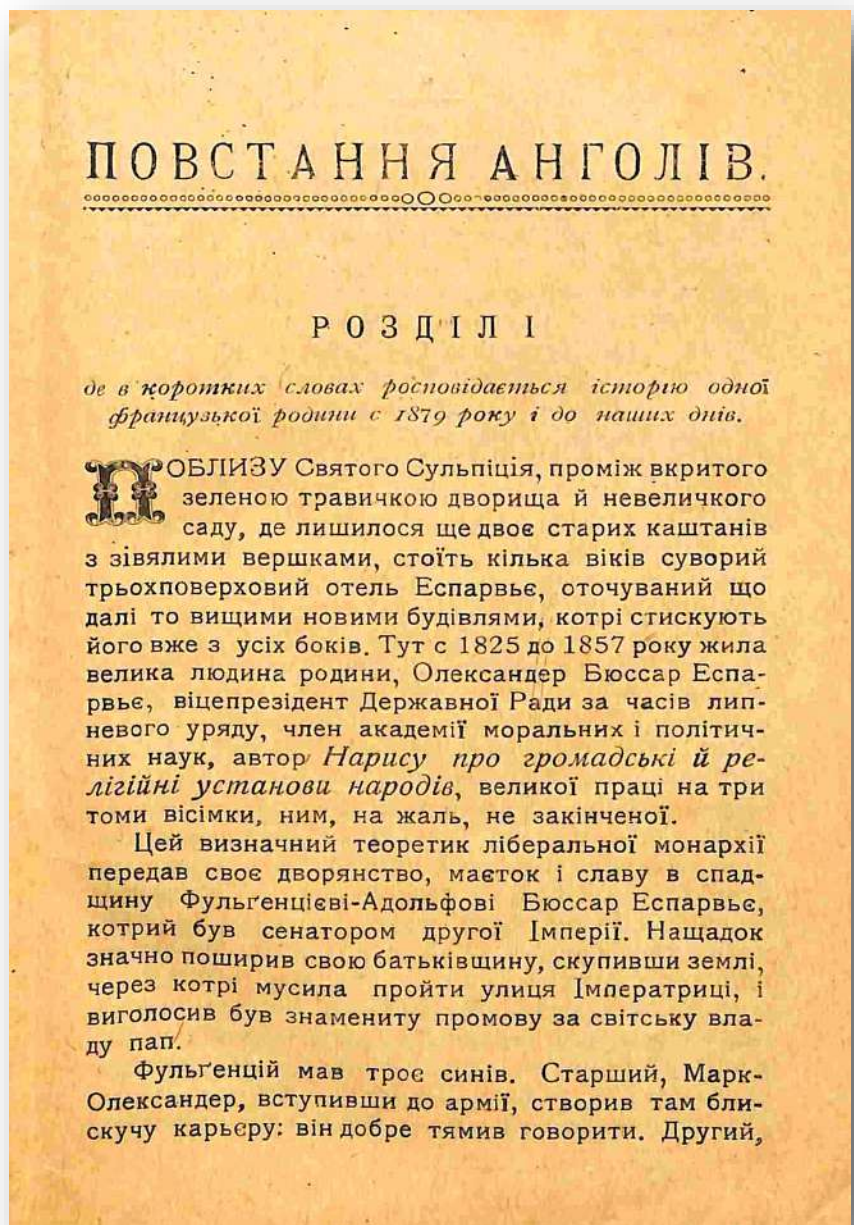 ПОВСТАННЯ АНГОЛІВ.
РОЗДІЛ І
де в коротких словах росповідається історію одної
французької родини с 1879 року і до наших днів.
ПОБЛИЗУ Святого Сульпіція, проміж вкритого
зеленою травичкою дворища й невеличкого
саду, де лишилося ще двоє старих каштанів
з зівялими вершками, стоїть кілька віків суворий
трьохповерховий отель Еспарвьє, оточуваний що
далі то вищими новими будівлями, котрі стискують
його вже з усіх боків. Тут с 1825 до 1857 року жила
велика людина родини, Олександер Бюссар Еспа-
рвьє, віцепрезідент Державної Ради за часів лип-
невого уряду, член академії моральних і політич-
них наук, автор Нарису про громадські й ре-
лігійні установи народів, великої праці на три
томи вісімки, ним, на жаль, не закінченої.
Цей визначний теоретик ліберальної монархії
передав своє дворянство, маєток і славу в спад-
щину Фульґенцієві-Адольфові Бюссар Еспарвьє,
котрий був сенатором другої Імперії. Нащадок
значно поширив свою батьківщину, скупивши землі,
через котрі мусила пройти улиця Імператриці, і
виголосив був знамениту промову за світську вла-
ду пап.
Фульґенцій мав троє синів. Старший, Марк-
Олександер, вступивши до армії, створив там бли-
скучу карьєру: він добре тямив говорити. Другий,